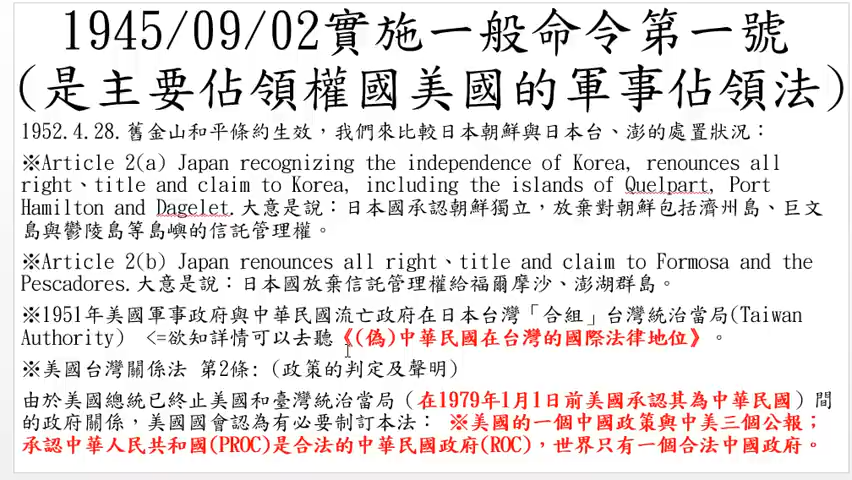 1945/09/02實施一般命令第一號
(是主要佔領權國美國的軍事佔領法)
1952.4.28.舊金山和平條約生效，我們來比較日本朝鮮與日本台、澎的處置狀況：
※Article 2(a) Japan recognizing the independence of Korea, renounces all
right、title and claim to Korea, including the islands of Quelpart, Port
Hamilton and Dagelet.大意是說：日本國承認朝鮮獨立，放棄對朝鮮包括濟州島、巨文
島與鬱陵島等島嶼的信託管理權。
※Article 2(b) Japan renounces all right、title and claim to Formosa and the
Pescadores.大意是說：日本國放棄信託管理權給福爾摩沙、澎湖群島。
※1951年美國軍事政府與中華民國流亡政府在日本台灣「合組」台灣統治當局(Taiwan
Authority) <=欲知詳情可以去聽《(偽)中華民國在台灣的國際法律地位》。
※美國台灣關係法 第2條:（政策的判定及聲明）
由於美國總統已終止美國和臺灣統治當局（在1979年1月1日前美國承認其為中華民國）間
的政府關係，美國國會認為有必要制訂本法： ※美國的一個中國政策與中美三個公報；
承認中華人民共和國(PROC)是合法的中華民國政府(ROC)，世界只有一個合法中國政府。